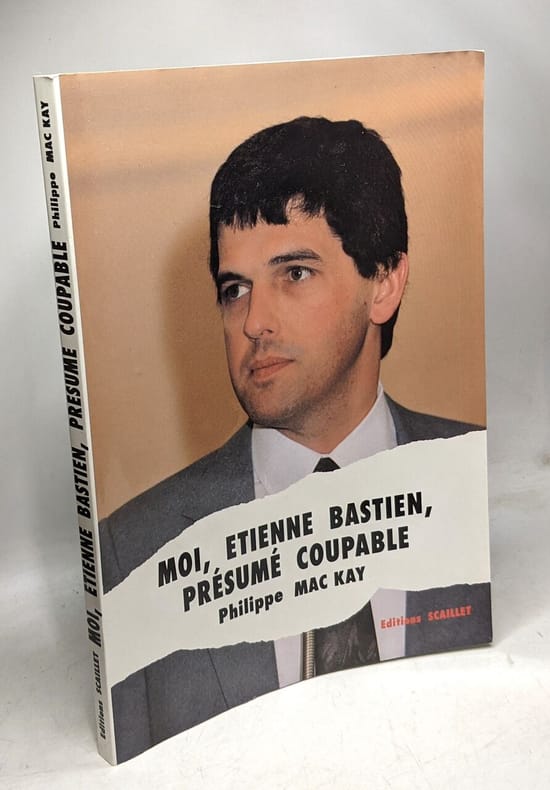 MOI, ETIENNE BASTIEN,
PRÉSUMÉ COUPABLE
Philippe MAC KAY
Editions SCAILLET
Editions SCAILLET MOI, ETIENNE BASTIEN, PRESUME COUPABLE Philippe MAC KAY